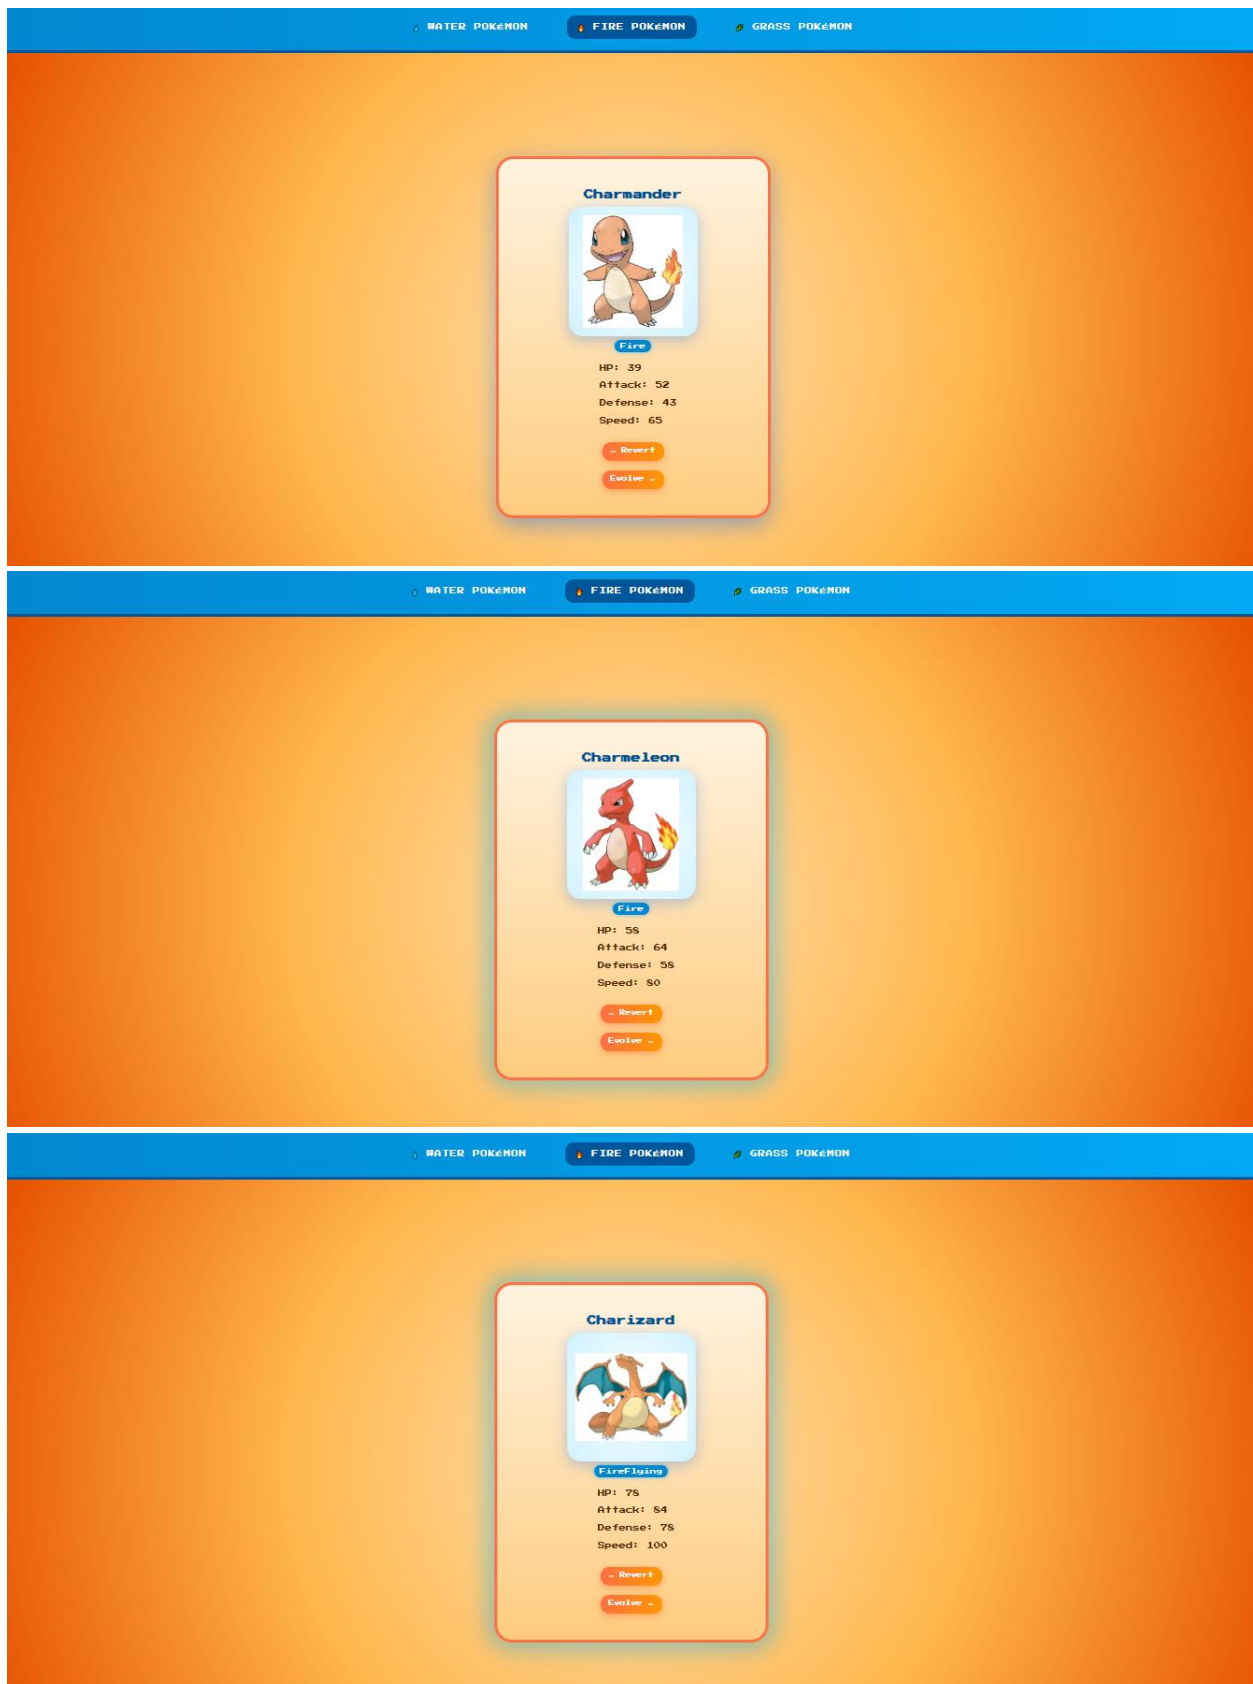 WATER POKéMON FIRE POKéMON GRASS POKéMON
Charmander
Fire
HP: 39
Attack: 52
Defense: 43
Speed: 65
← Revert
Evolve →
WATER POKéMON FIRE POKéMON GRASS POKéMON
Charmeleon
Fire
HP: 58
Attack: 64
Defense: 58
Speed: 80
← Revert
Evolve →
WATER POKéMON FIRE POKéMON GRASS POKéMON
Charizard
FireFlying
HP: 78
Attack: 84
Defense: 78
Speed: 100
← Revert
Evolve →